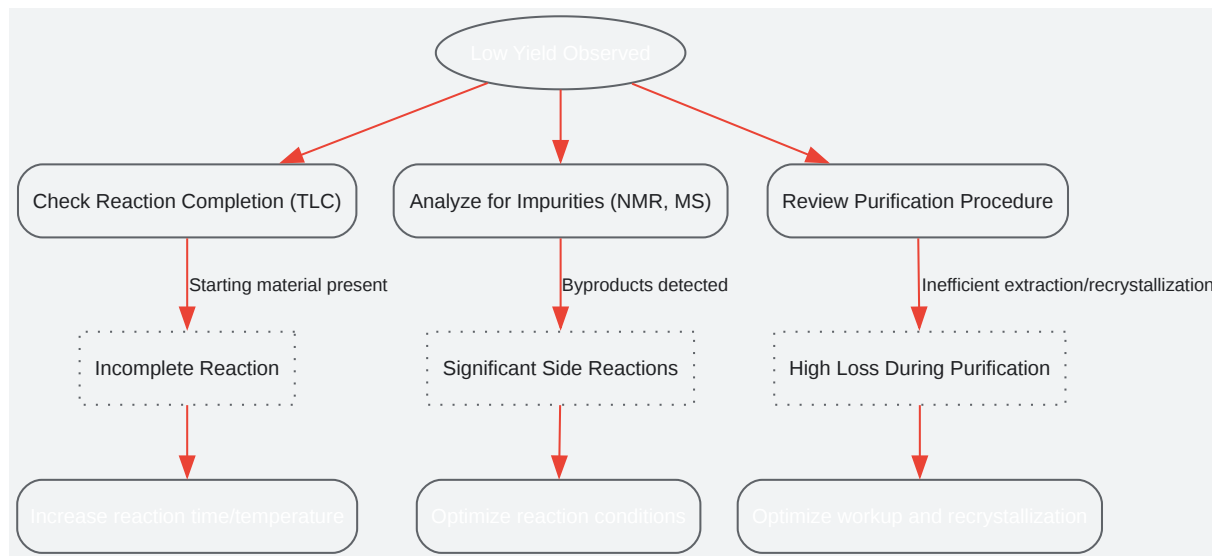 Low Yield Observed
Check Reaction Completion (TLC)
Analyze for Impurities (NMR, MS)
Review Purification Procedure
Starting material present
Byproducts detected
Inefficient extraction/recrystallization
Incomplete Reaction
Significant Side Reactions
High Loss During Purification
Increase reaction time/temperature
Optimize reaction conditions
Optimize workup and recrystallization